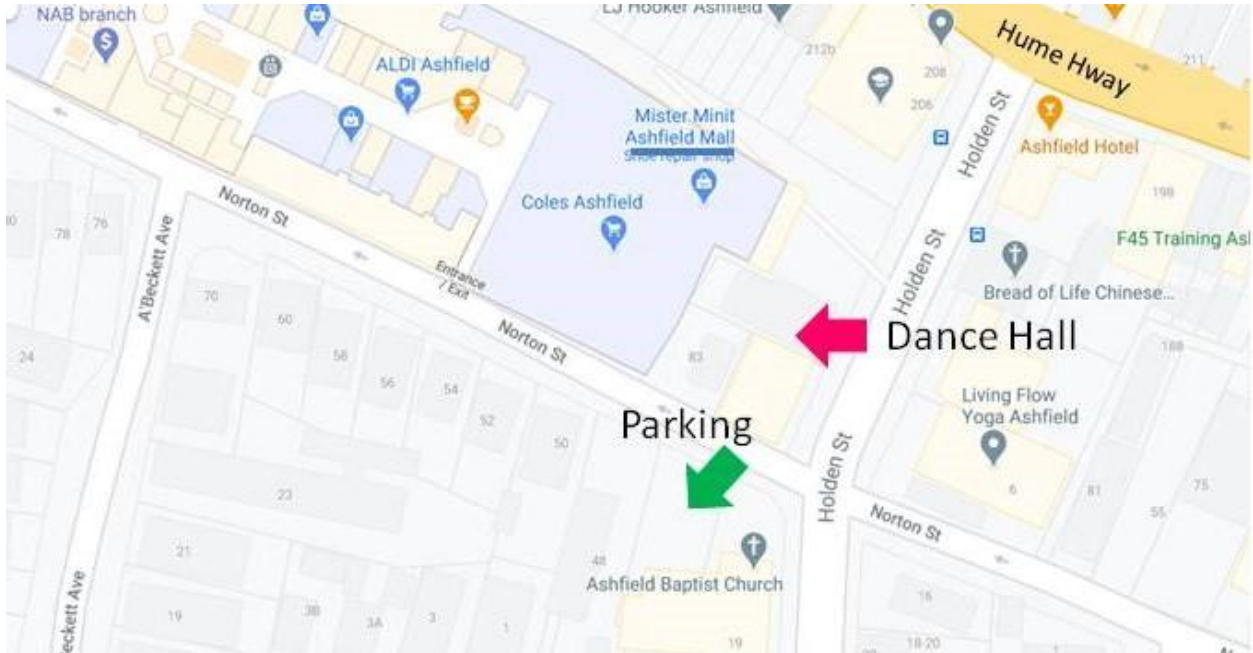 NAB branch
LJ Hooker Ashfield
Hume Hway
212b
208
206
211
ALDI Ashfield
Mister Minit
Ashfield Mall
Shoe repair shop
Holden St
Ashfield Hotel
198
Coles Ashfield
F45 Training Asl
Norton St
A'Beckett Ave
78
76
Entrance
/ Exit
Holden St
Bread of Life Chinese...
70
60
Norton St
Dance Hall
24
58
83
188
56
54
Living Flow
Yoga Ashfield
52
Parking
50
Holden St
23
6
81
75
55
Norton St
21
48
Ashfield Baptist Church
Beckett Ave
19
3B
3A
3
1
16
19
18-20
1